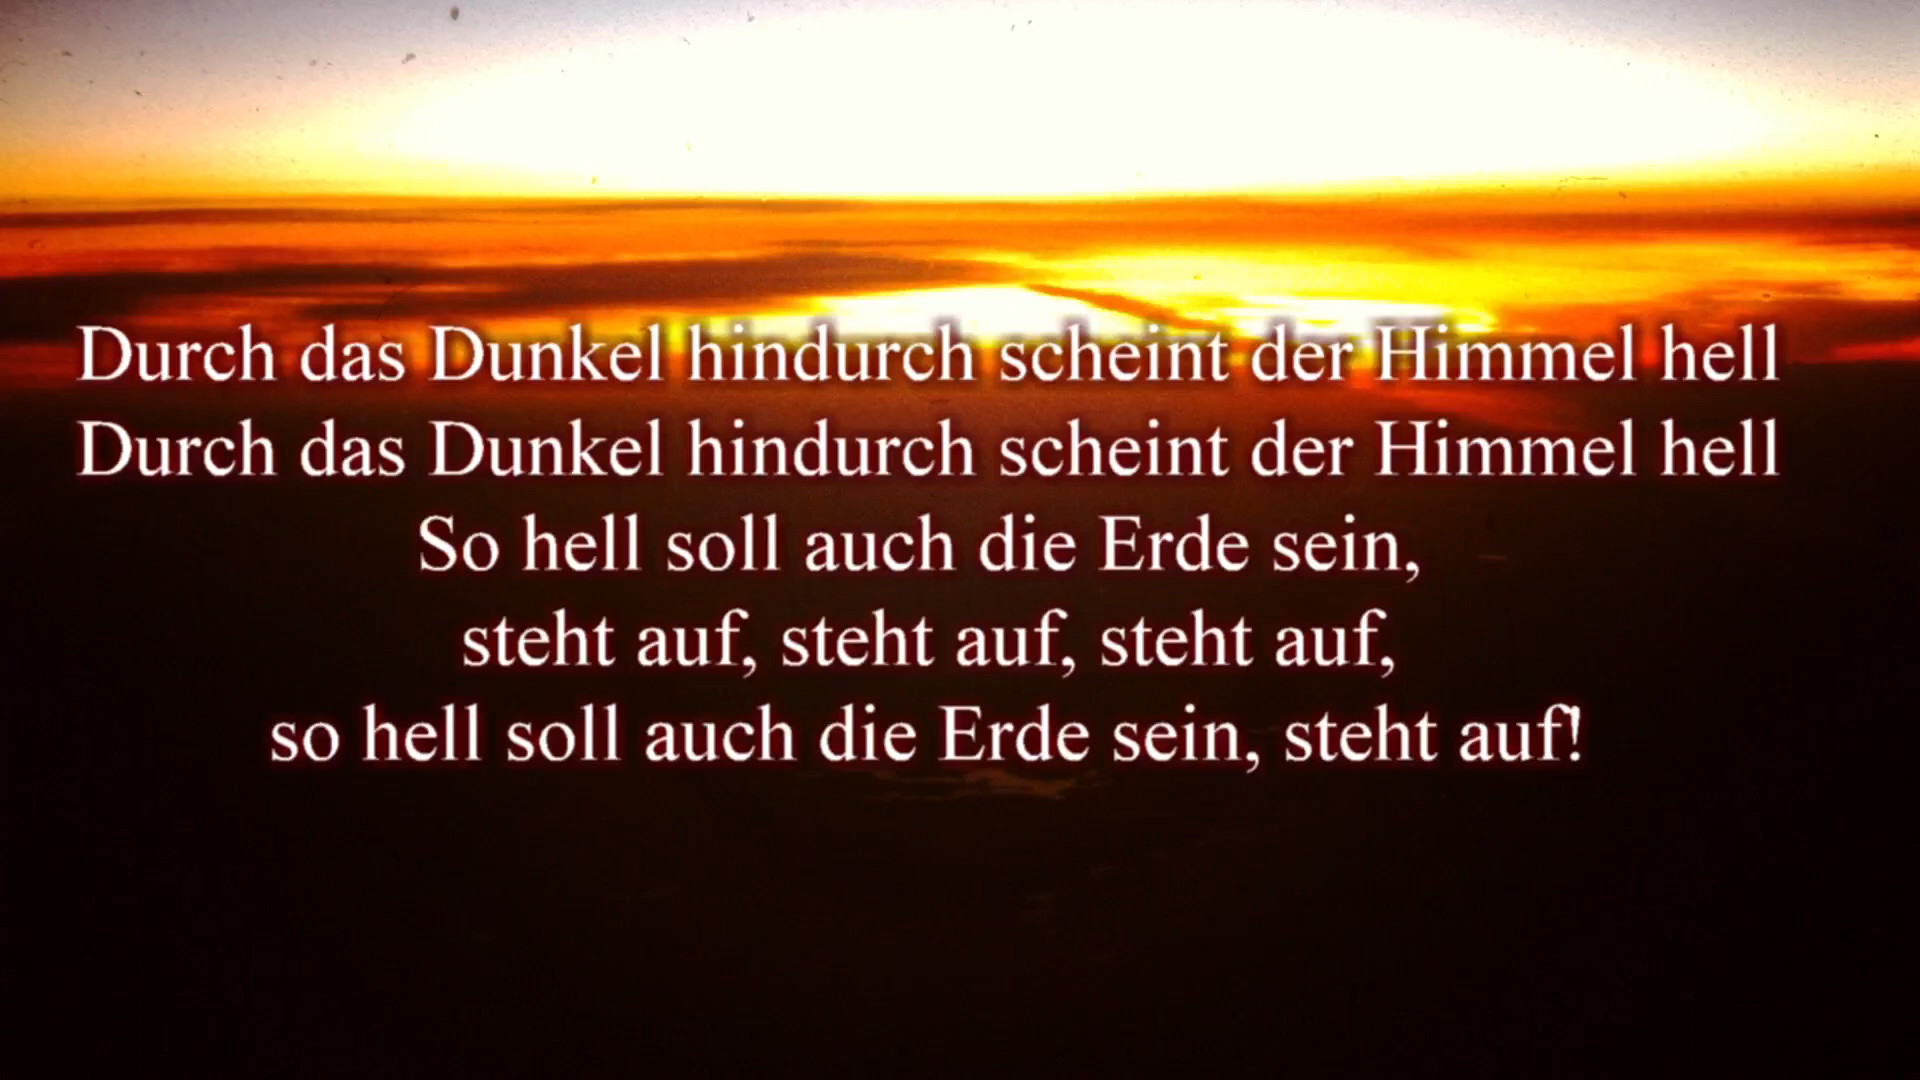 Durch das Dunkel hindurch scheint der Himmel hell
Durch das Dunkel hindurch scheint der Himmel hell
So hell soll auch die Erde sein,
steht auf, steht auf, steht auf,
so hell soll auch die Erde sein, steht auf!